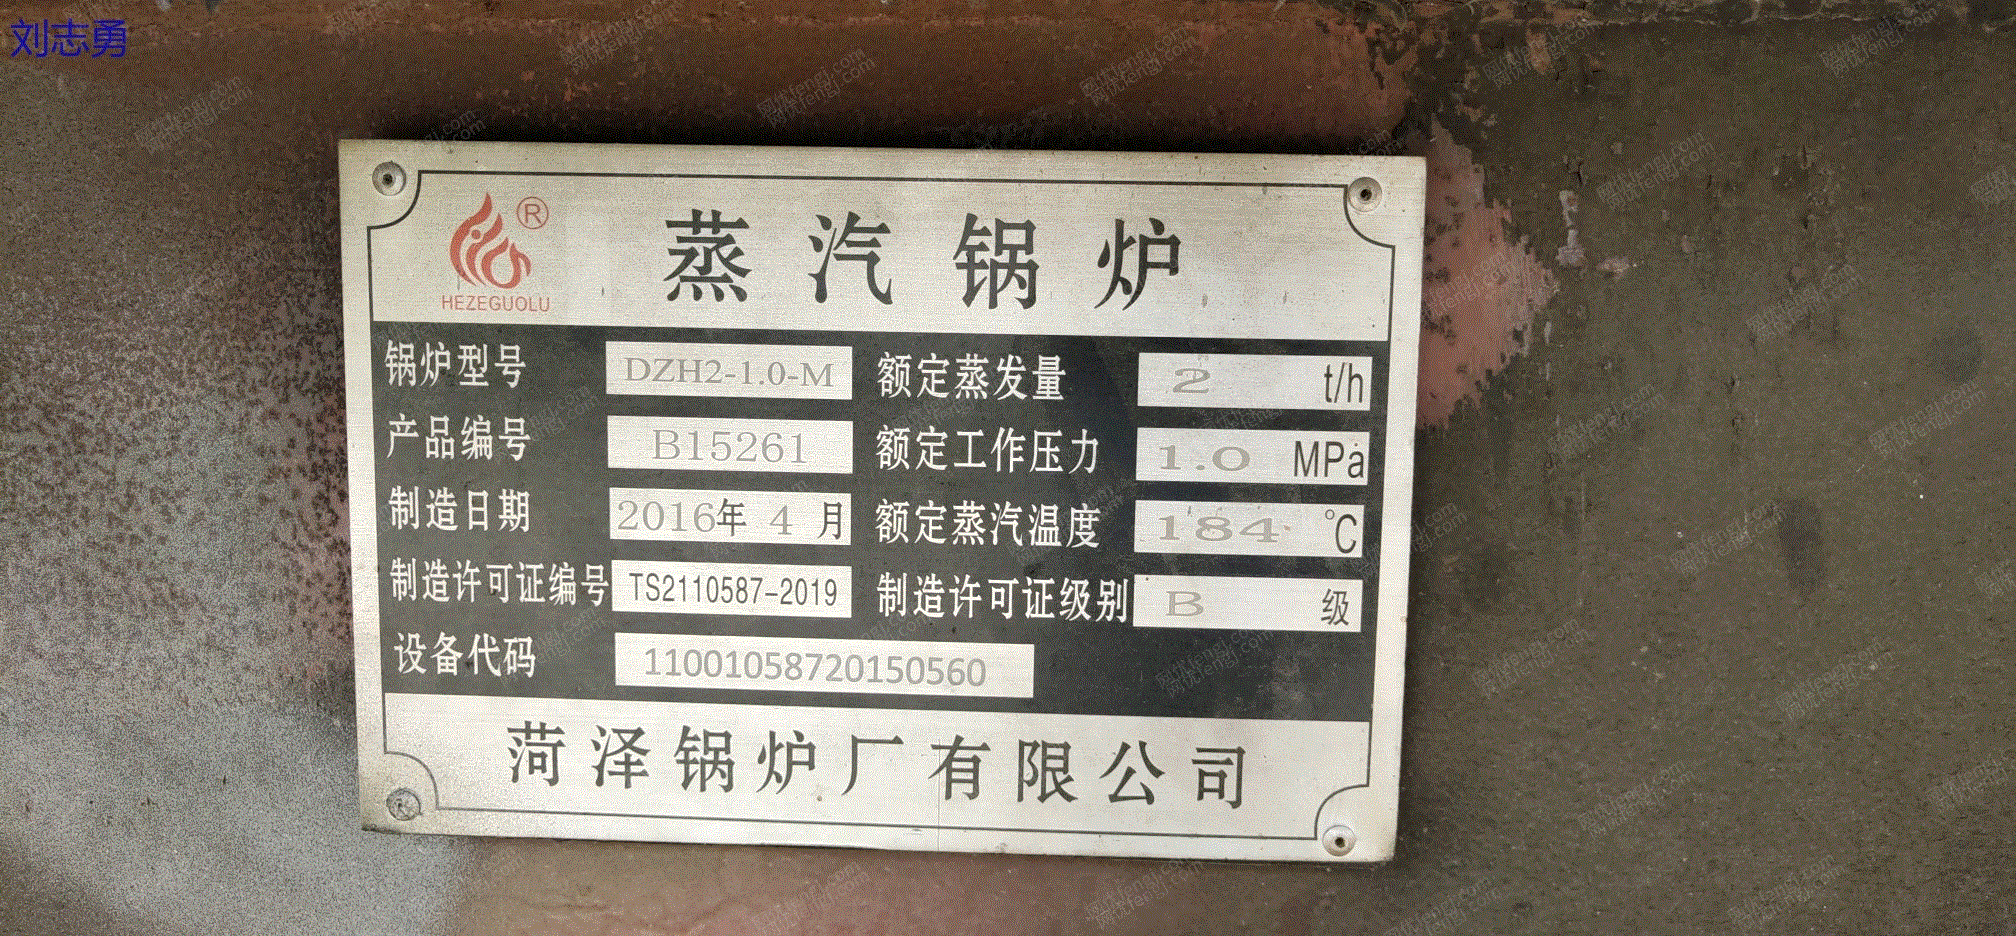 刘志勇
®
HEZEGUOLU
蒸汽锅炉
锅炉型号 DZH2-1.0-M 额定蒸发量 2 t/h
产品编号 B15261 额定工作压力 1.0 MPa
制造日期 2016年 4 月 额定蒸汽温度 184 ℃
制造许可证编号 TS2110587-2019 制造许可证级别 B 级
设备代码 11001058720150560
菏泽锅炉厂有限公司